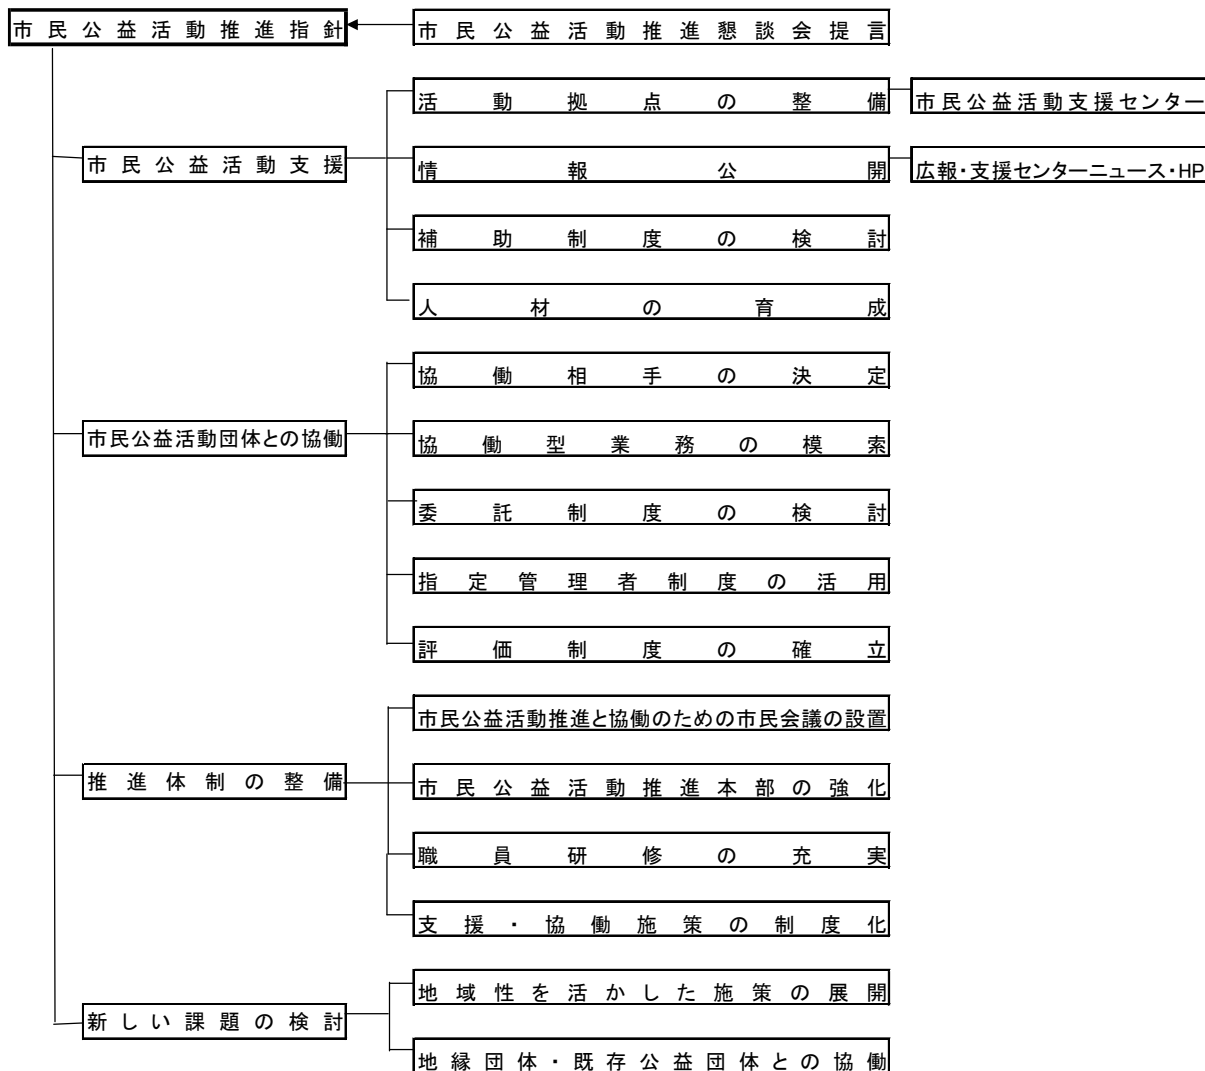 市民公益活動推進指針
市民公益活動推進懇談会提言
活動拠点の整備
市民公益活動支援センター
市民公益活動支援
情報公開
広報・支援センターニュース・HP
補助制度の検討
人材の育成
協働相手の決定
市民公益活動団体との協働
協働型業務の模索
委託制度の検討
指定管理者制度の活用
評価制度の確立
市民公益活動推進と協働のための市民会議の設置
推進体制の整備
市民公益活動推進本部の強化
職員研修の充実
支援・協働施策の制度化
地域性を活かした施策の展開
新しい課題の検討
地縁団体・既存公益団体との協働